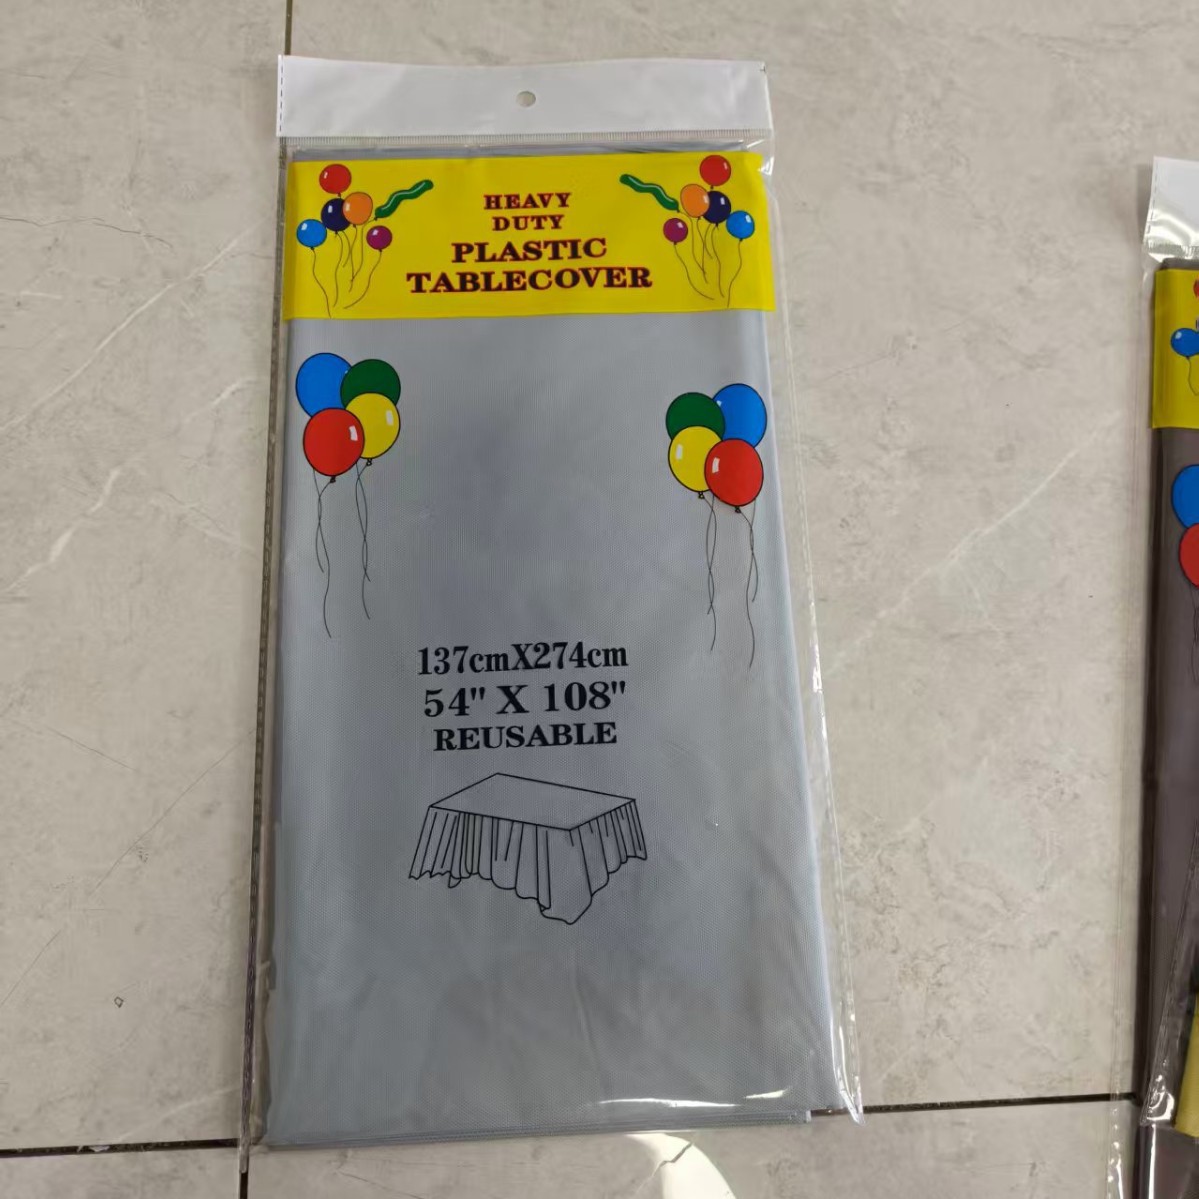 HEAVY
DUTY
PLASTIC
TABLECOVER
137cmX274cm
54" X 108"
REUSABLE